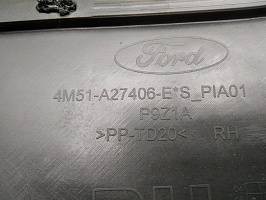 Ford
4M51-A27406-E*S_PIA01
P9Z1A
>PP-TD20< RH